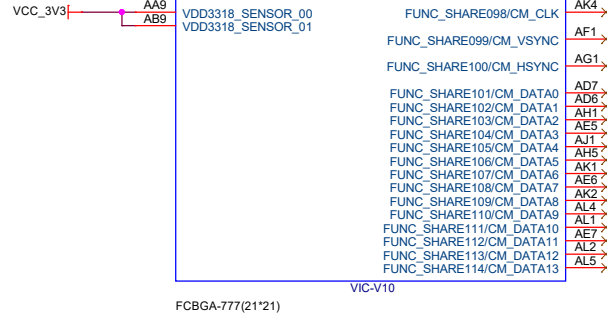 VCC_3V3 AA9 VDD3318_SENSOR_00 FUNC_SHARE098/CM_CLK AK4
AB9 VDD3318_SENSOR_01
FUNC_SHARE099/CM_VSYNC AF1
FUNC_SHARE100/CM_HSYNC AG1
FUNC_SHARE101/CM_DATA0 AD7
FUNC_SHARE102/CM_DATA1 AD6
FUNC_SHARE103/CM_DATA2 AH1
FUNC_SHARE104/CM_DATA3 AE5
FUNC_SHARE105/CM_DATA4 AJ1
FUNC_SHARE106/CM_DATA5 AH5
FUNC_SHARE107/CM_DATA6 AK1
FUNC_SHARE108/CM_DATA7 AE6
FUNC_SHARE109/CM_DATA8 AK2
FUNC_SHARE110/CM_DATA9 AL4
FUNC_SHARE111/CM_DATA10 AL1
FUNC_SHARE112/CM_DATA11 AE7
FUNC_SHARE113/CM_DATA12 AL2
FUNC_SHARE114/CM_DATA13 AL5
VIC-V10
FCBGA-777(21*21)